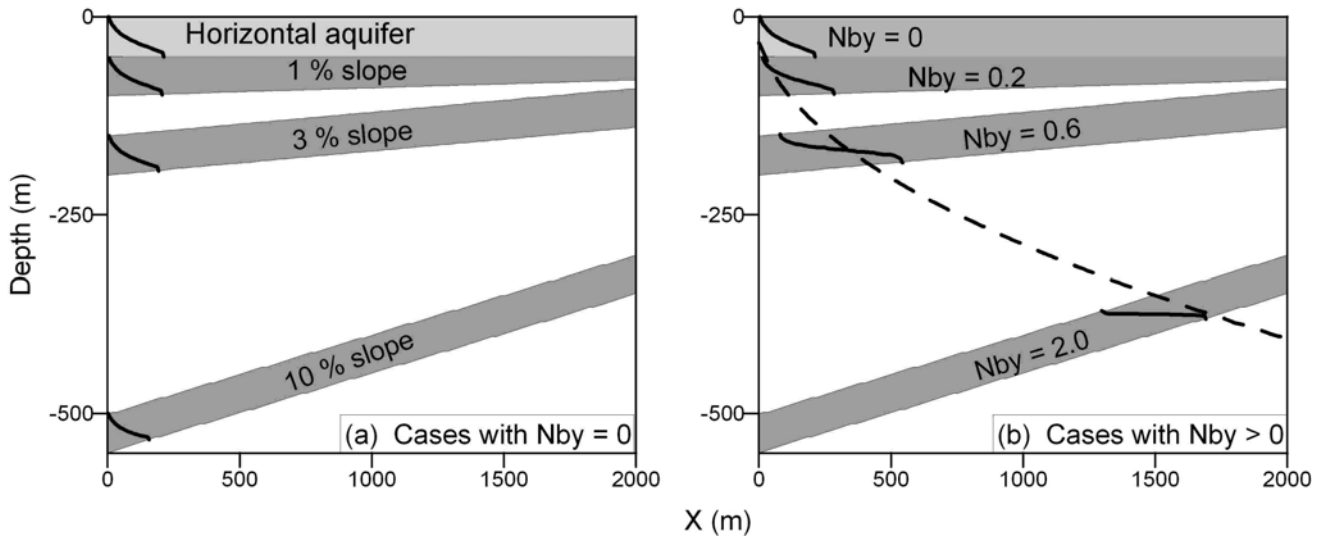 0
-250
-500
Depth (m)
Horizontal aquifer
1 % slope
3 % slope
10 % slope
(a) Cases with Nby = 0
0
500
1000
1500
2000
0
-250
-500
Nby = 0
Nby = 0.2
Nby = 0.6
Nby = 2.0
(b) Cases with Nby > 0
0
500
1000
1500
2000
X (m)